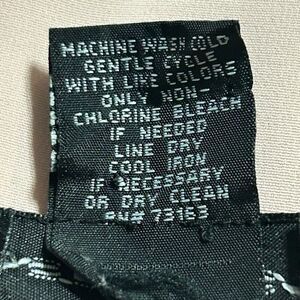 MACHINE WASH COLD
GENTLE CYCLE
WITH LIKE COLORS
ONLY NON-
CHLORINE BLEACH
IF NEEDED
LINE DRY
COOL IRON
IF NECESSARY
OR DRY CLEAN
RN# 73163